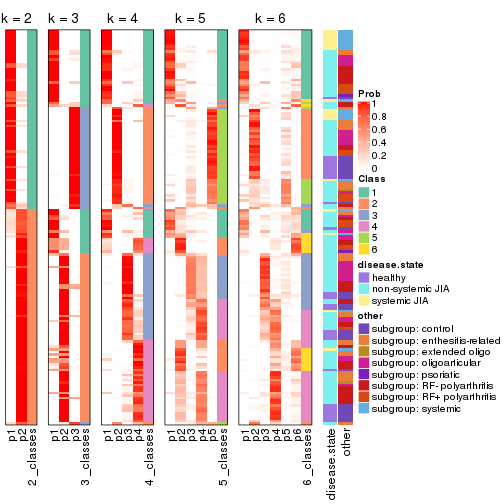 k = 2 k = 3 k = 4 k = 5 k = 6
Prob
1
0.8
0.6
0.4
0.2
0
Class
1
2
3
4
5
6
disease.state
healthy
non-systemic JIA
systemic JIA
other
subgroup: control
subgroup: enthesitis-related
subgroup: extended oligo
subgroup: oligoarticular
subgroup: psoriatic
subgroup: RF- polyarthritis
subgroup: RF+ polyarthritis
subgroup: systemic
p1 p2 2_classes p1 p2 p3 3_classes p1 p2 p3 p4 4_classes p1 p2 p3 p4 p5 5_classes p1 p2 p3 p4 p5 p6 6_classes disease.state other